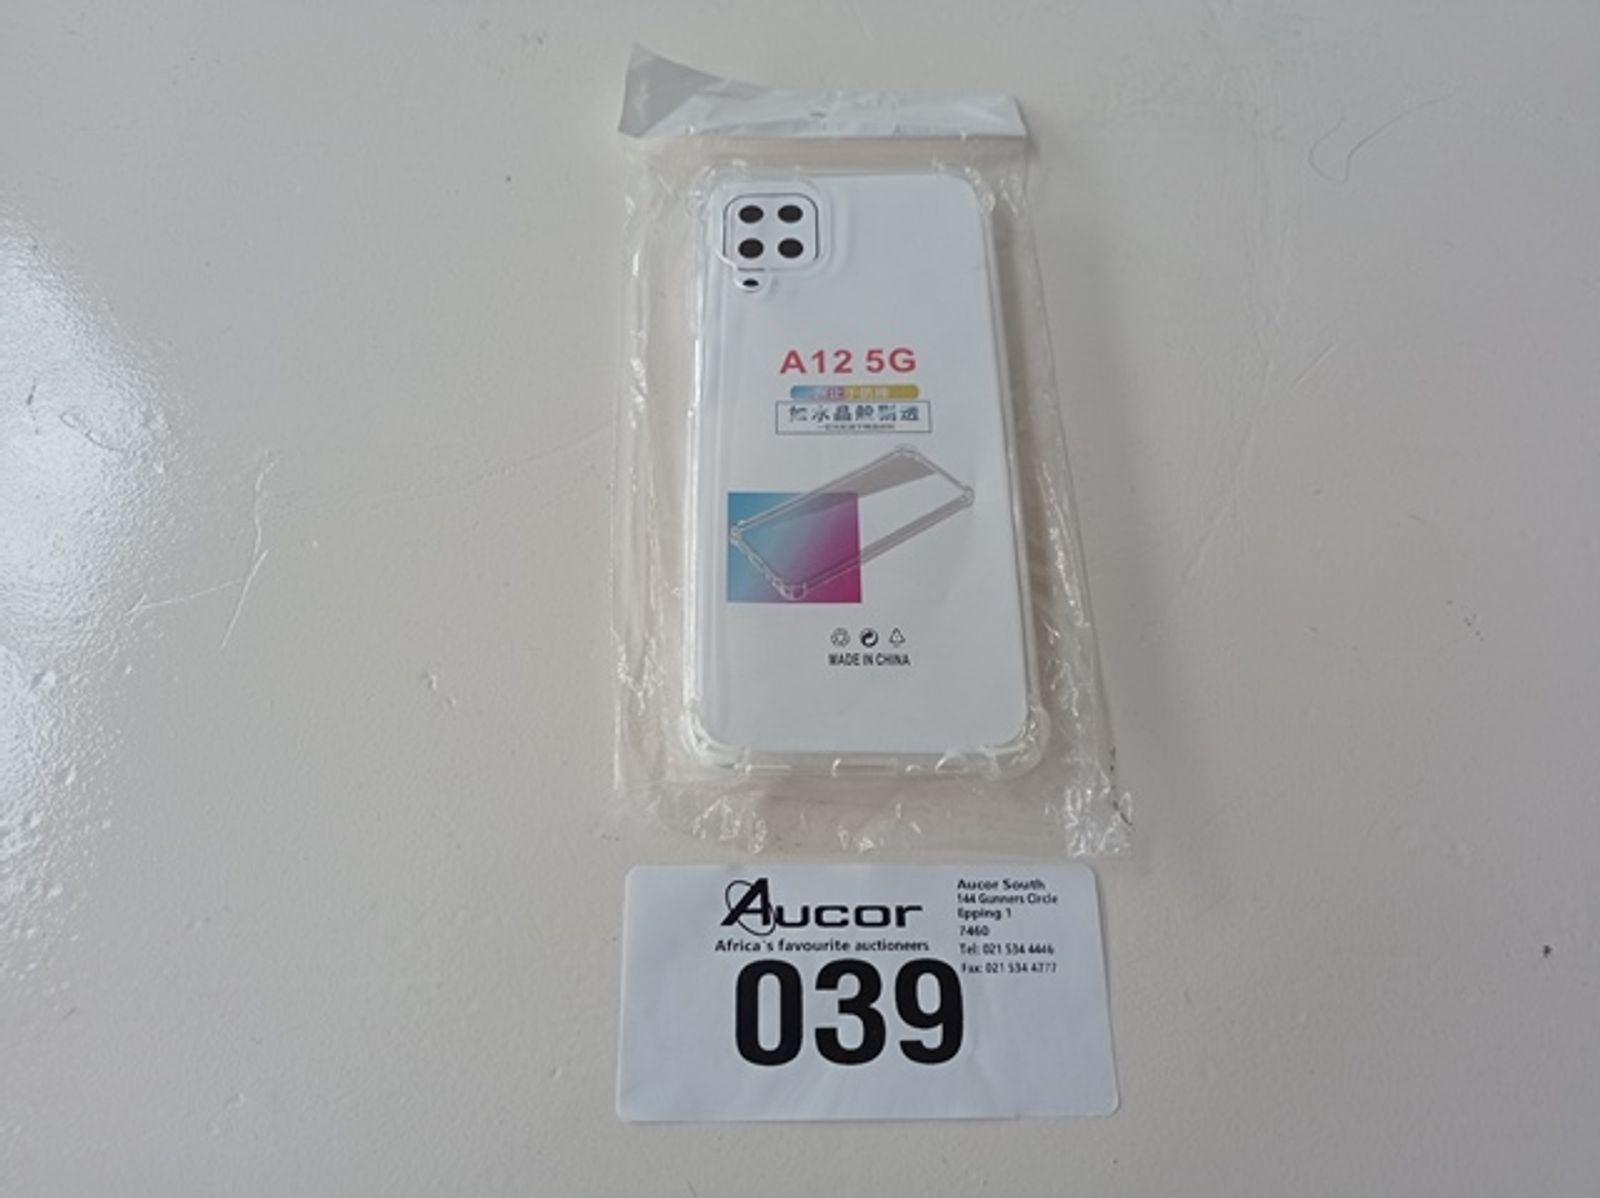 A12 5G
MADE IN CHINA
Aucor
Africa's favourite auctioneers
039
Aucor South
144 Gunners Circle
Epping 1
7460
Tel: 021 534 4446
Fax: 021 534 4777